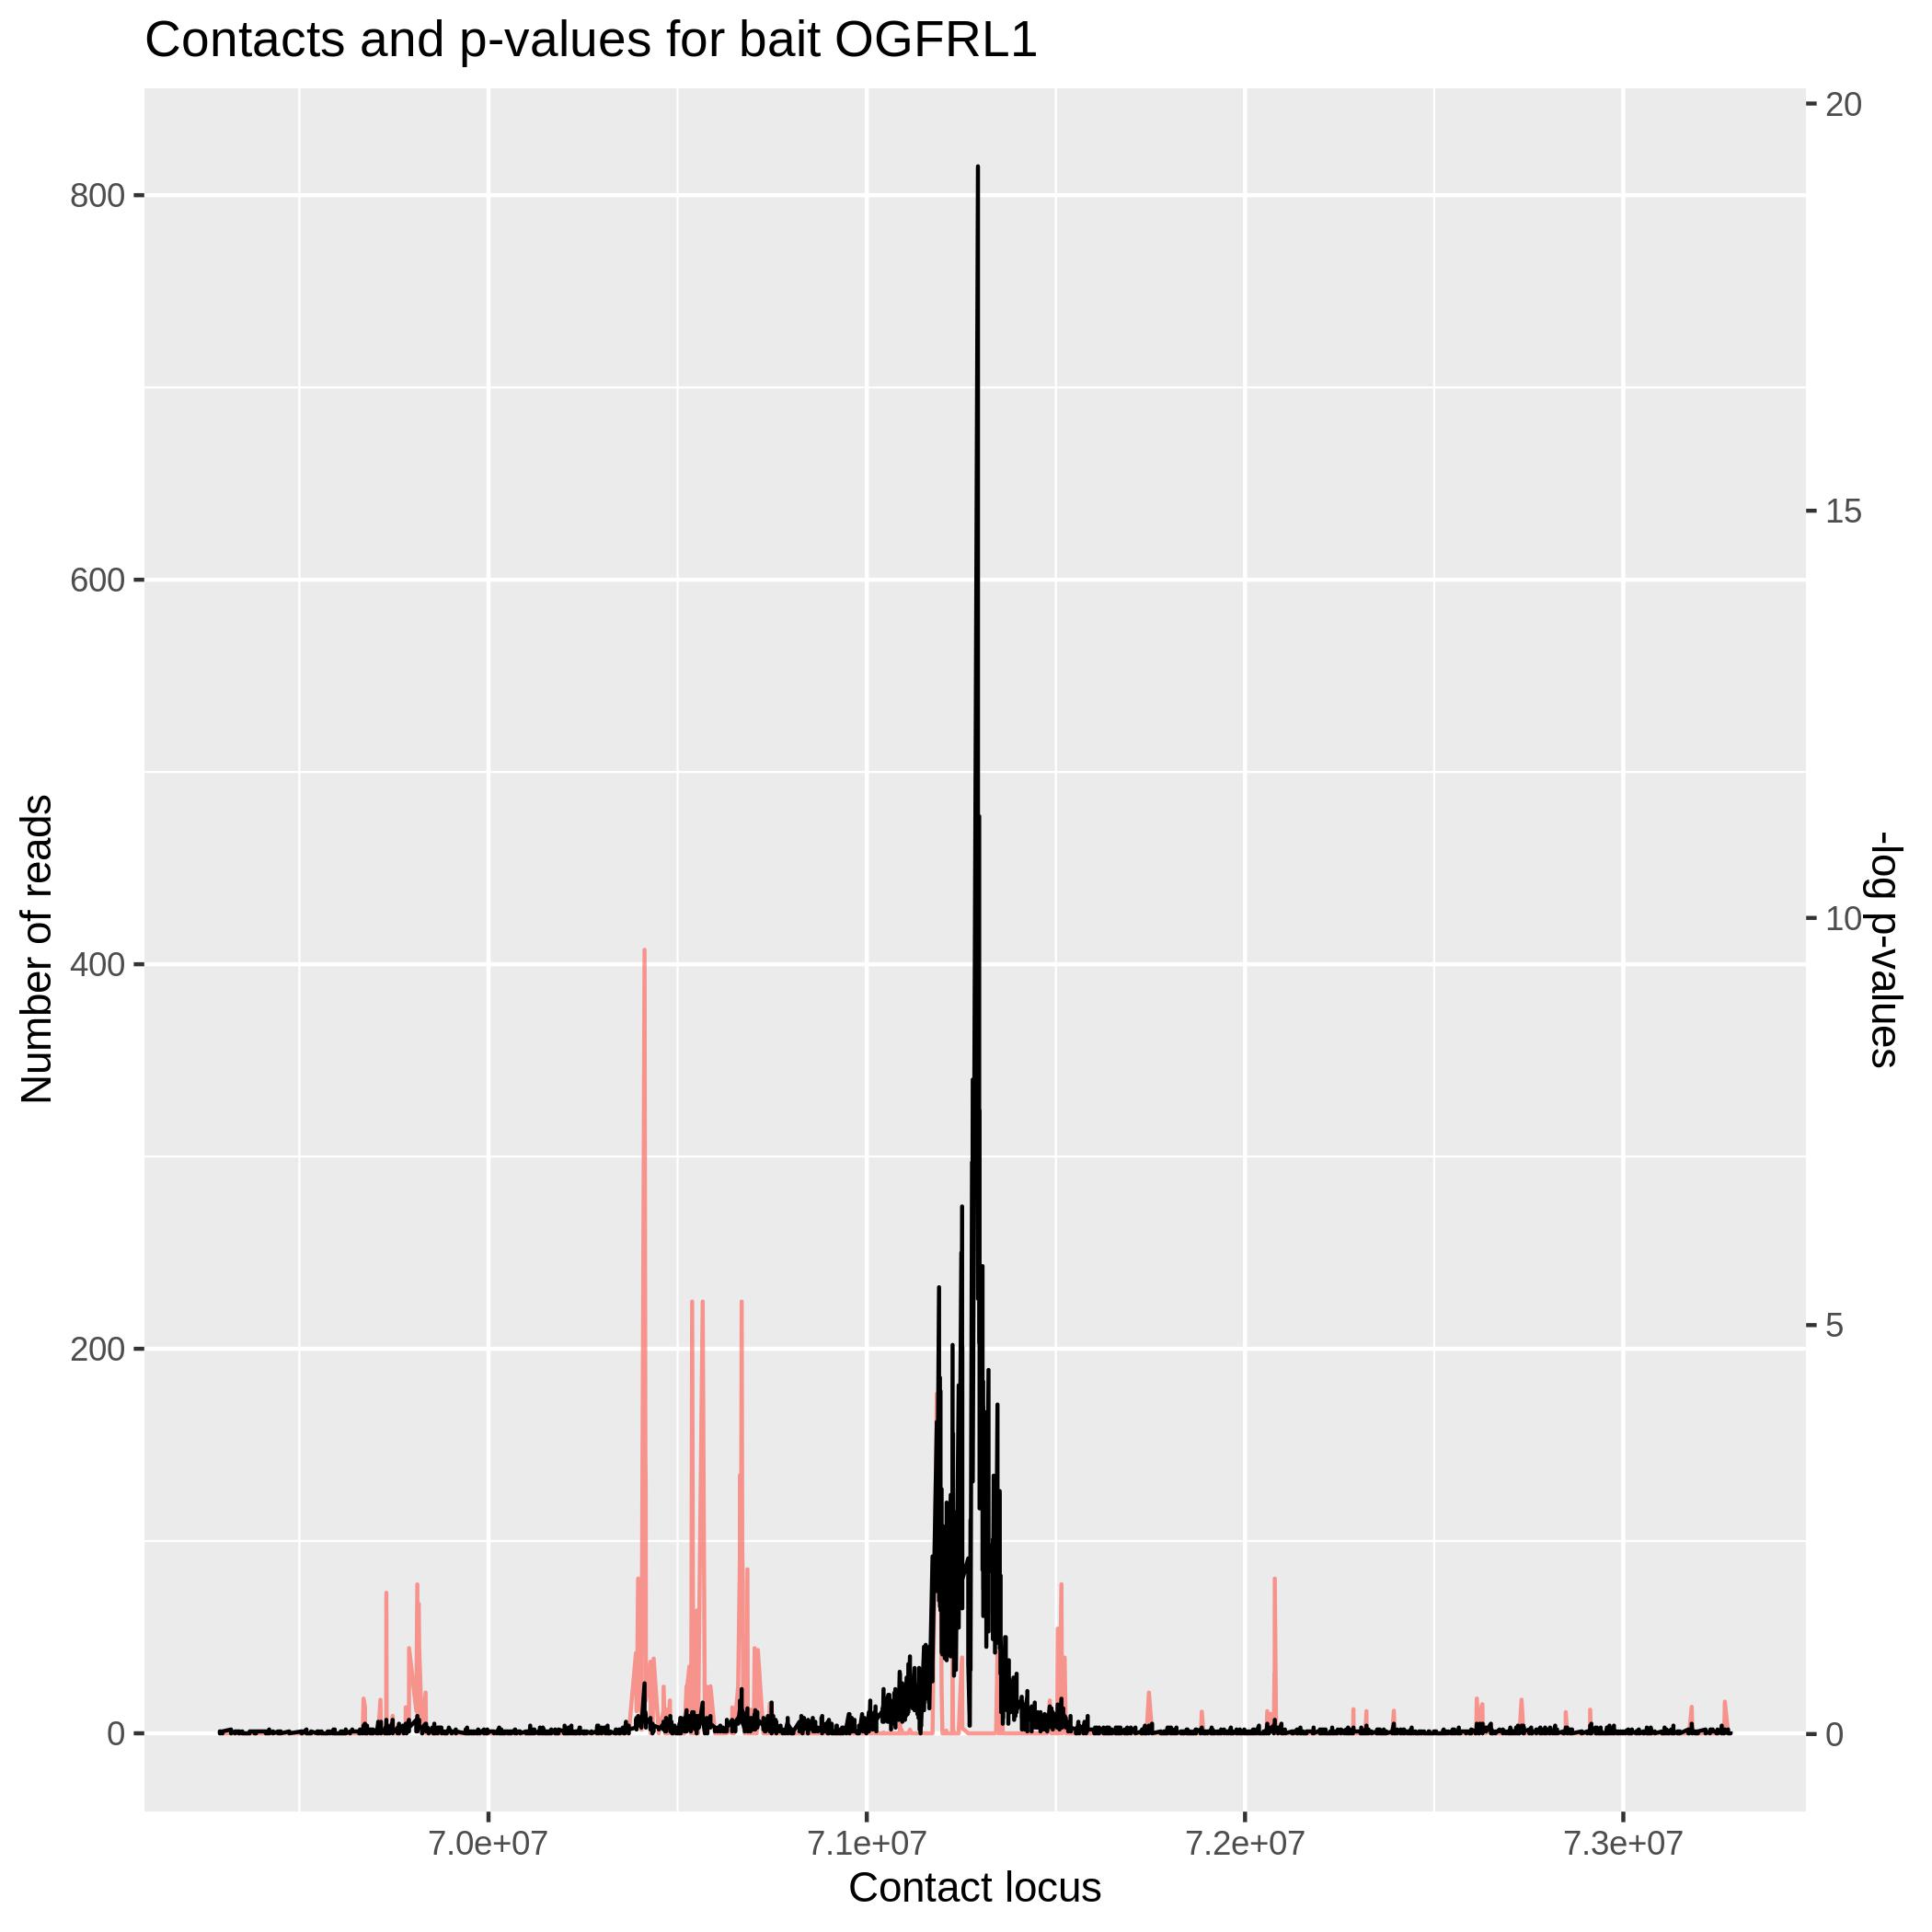 Contacts and p-values for bait OGFRL1
800
600
400
200
0
Number of reads
20
15
10
5
0
-log p-values
7.0e+07 7.1e+07 7.2e+07 7.3e+07
Contact locus